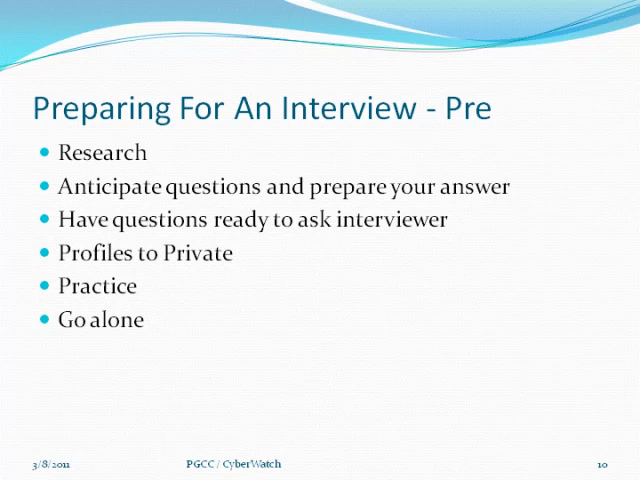 Preparing For An Interview - Pre
Research
Anticipate questions and prepare your answer
Have questions ready to ask interviewer
Profiles to Private
Practice
Go alone
3/8/2011 PGCC / CyberWatch 10